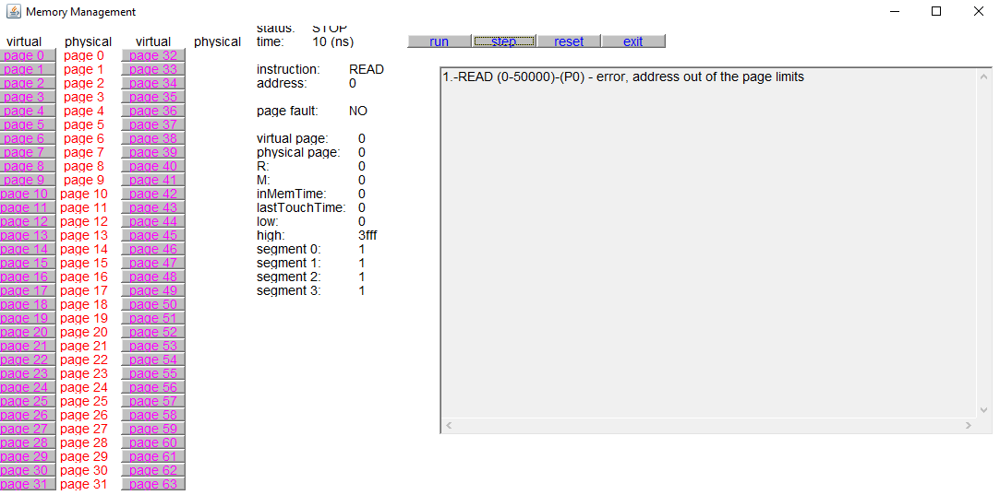 Memory Management
status: STOP
virtual physical virtual physical time: 10 (ns) run step reset exit
page 0 page 0 page 32
page 1 page 1 page 33 instruction: READ
page 2 page 2 page 34 address: 0 1.-READ (0-50000)-(P0) - error, address out of the page limits
page 3 page 3 page 35
page 4 page 4 page 36 page fault: NO
page 5 page 5 page 37
page 6 page 6 page 38 virtual page: 0
page 7 page 7 page 39 physical page: 0
page 8 page 8 page 40 R: 0
page 9 page 9 page 41 M: 0
page 10 page 10 page 42 inMemTime: 0
page 11 page 11 page 43 lastTouchTime: 0
page 12 page 12 page 44 low: 0
page 13 page 13 page 45 high: 3fff
page 14 page 14 page 46 segment 0: 1
page 15 page 15 page 47 segment 1: 1
page 16 page 16 page 48 segment 2: 1
page 17 page 17 page 49 segment 3: 1
page 18 page 18 page 50
page 19 page 19 page 51
page 20 page 20 page 52
page 21 page 21 page 53
page 22 page 22 page 54
page 23 page 23 page 55
page 24 page 24 page 56
page 25 page 25 page 57
page 26 page 26 page 58
page 27 page 27 page 59
page 28 page 28 page 60
page 29 page 29 page 61
page 30 page 30 page 62
page 31 page 31 page 63